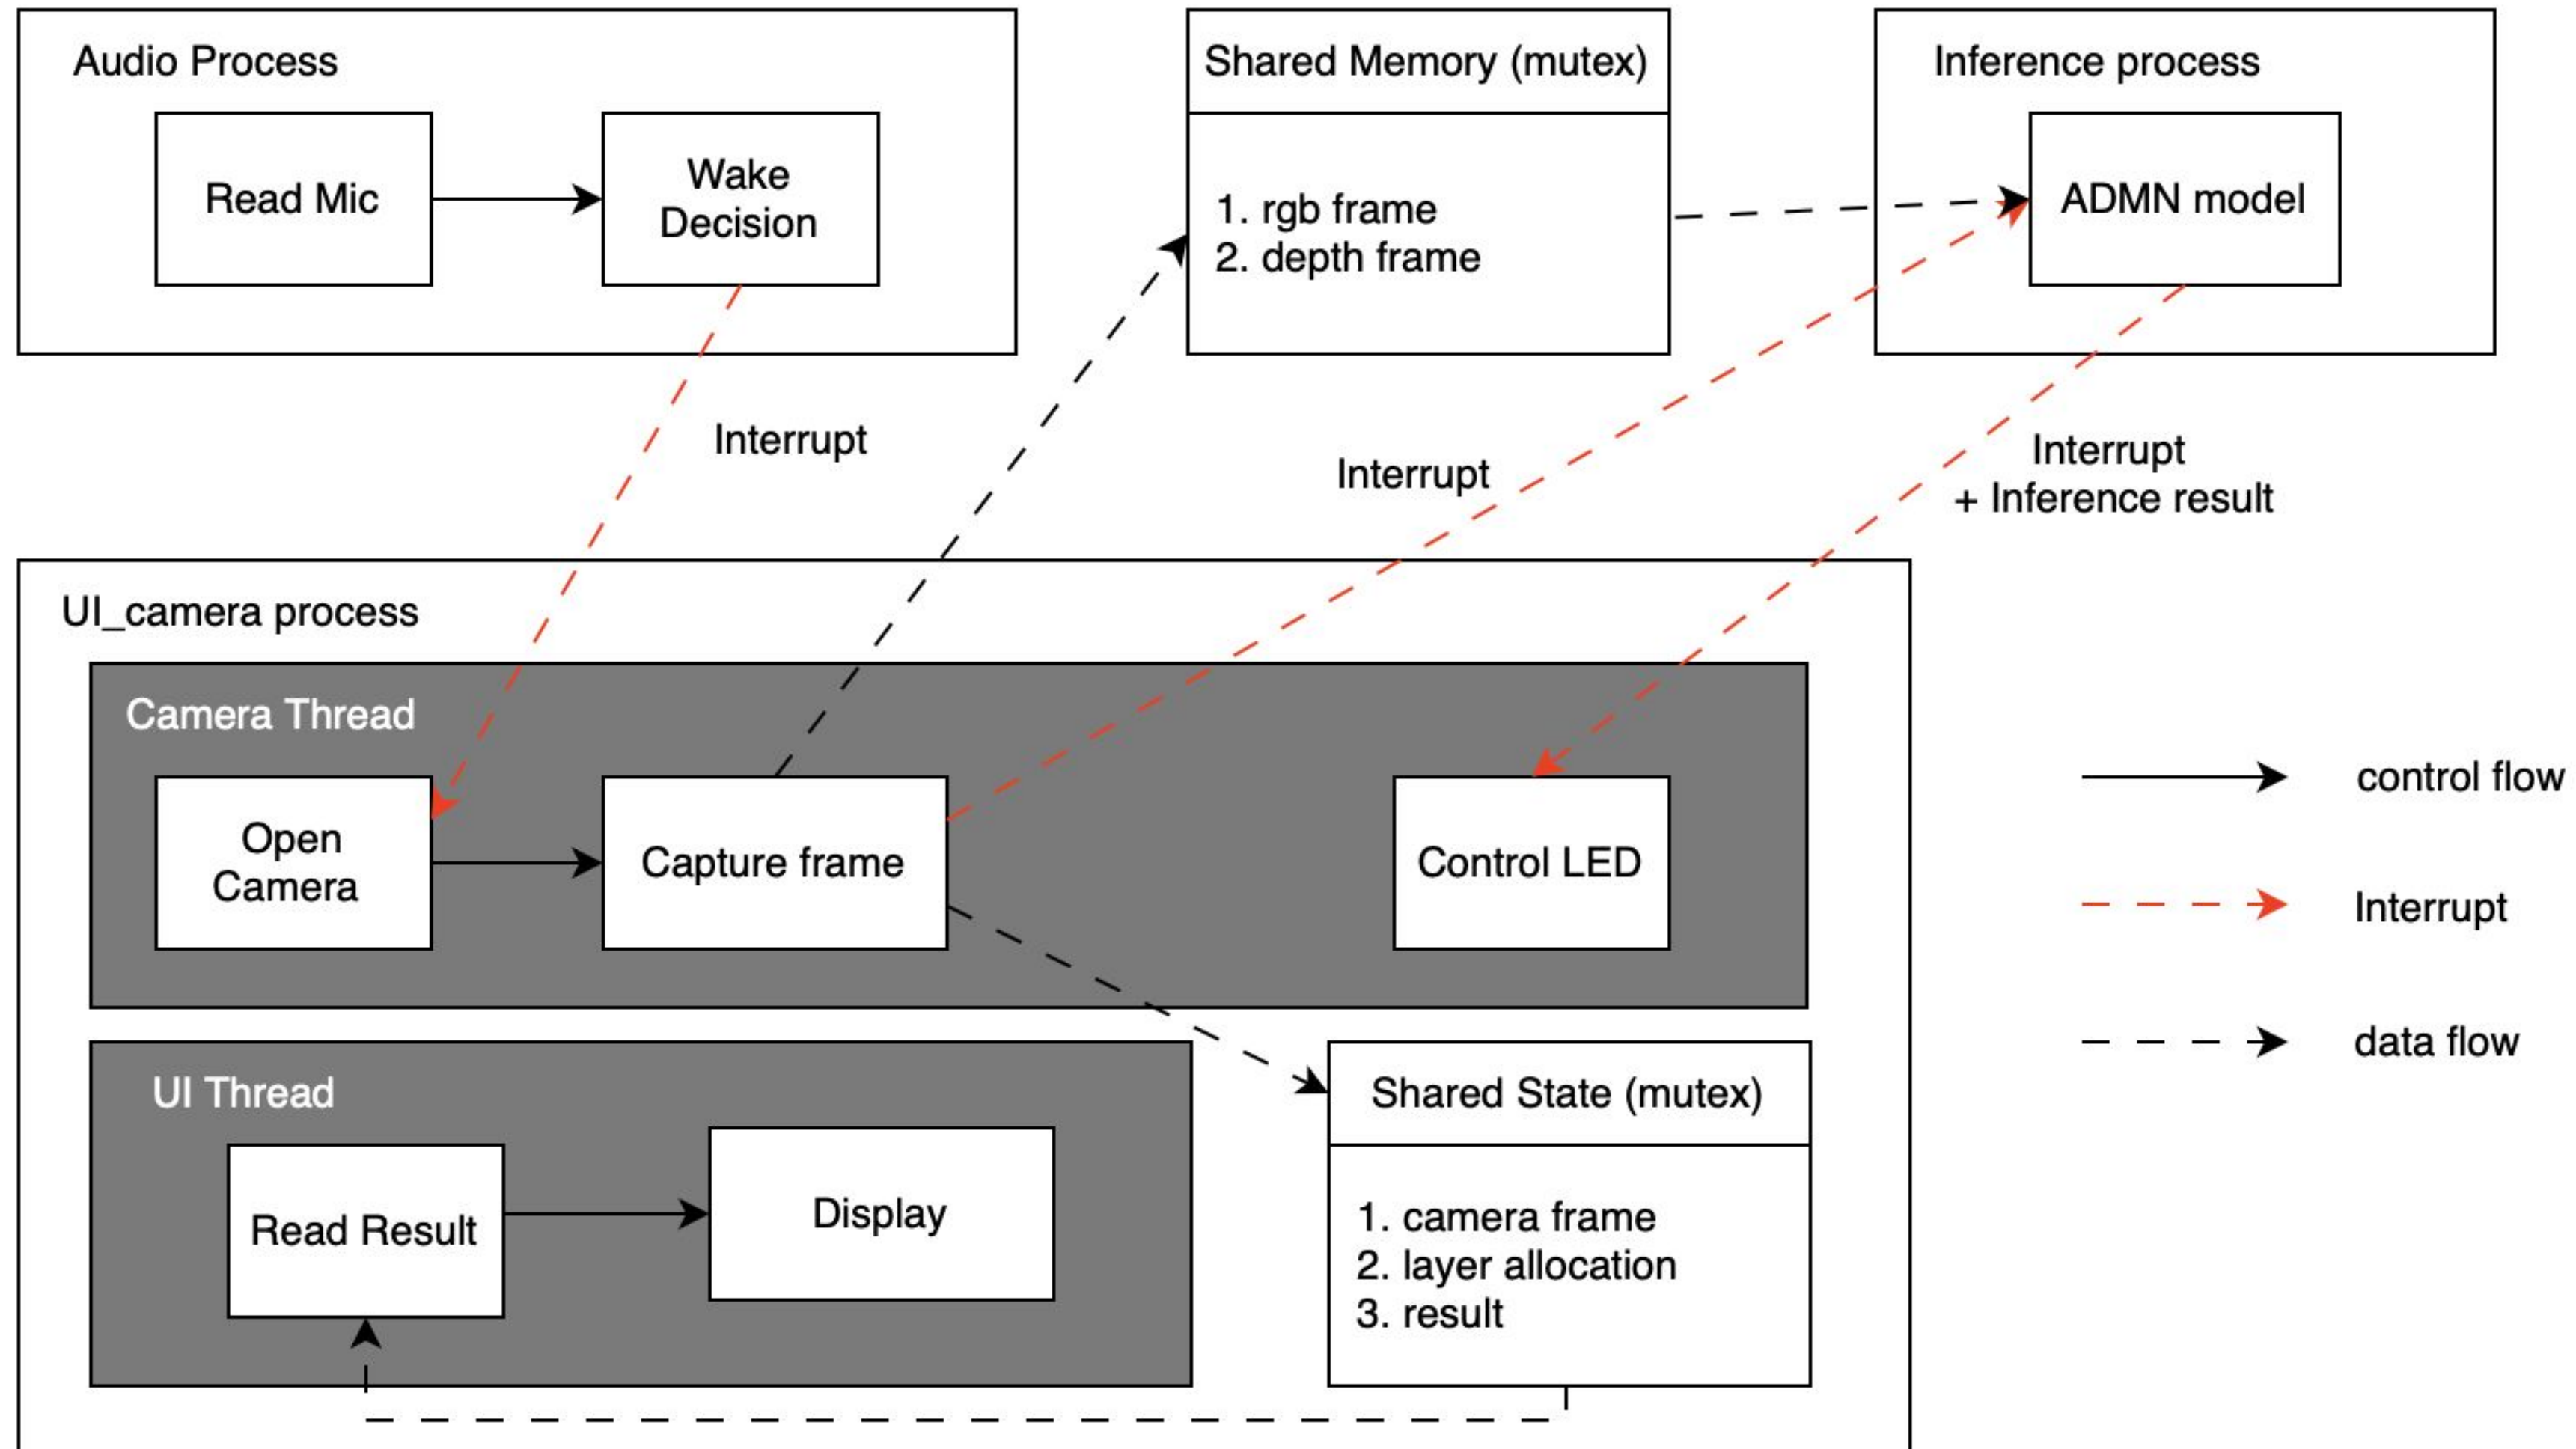 Audio Process
Read Mic
Wake
Decision
Shared Memory (mutex)
1. rgb frame
2. depth frame
Inference process
ADMN model
Interrupt
Interrupt
Interrupt
+ Inference result
UI_camera process
Camera Thread
Open
Camera
Capture frame
Control LED
UI Thread
Read Result
Display
Shared State (mutex)
1. camera frame
2. layer allocation
3. result
control flow
Interrupt
data flow